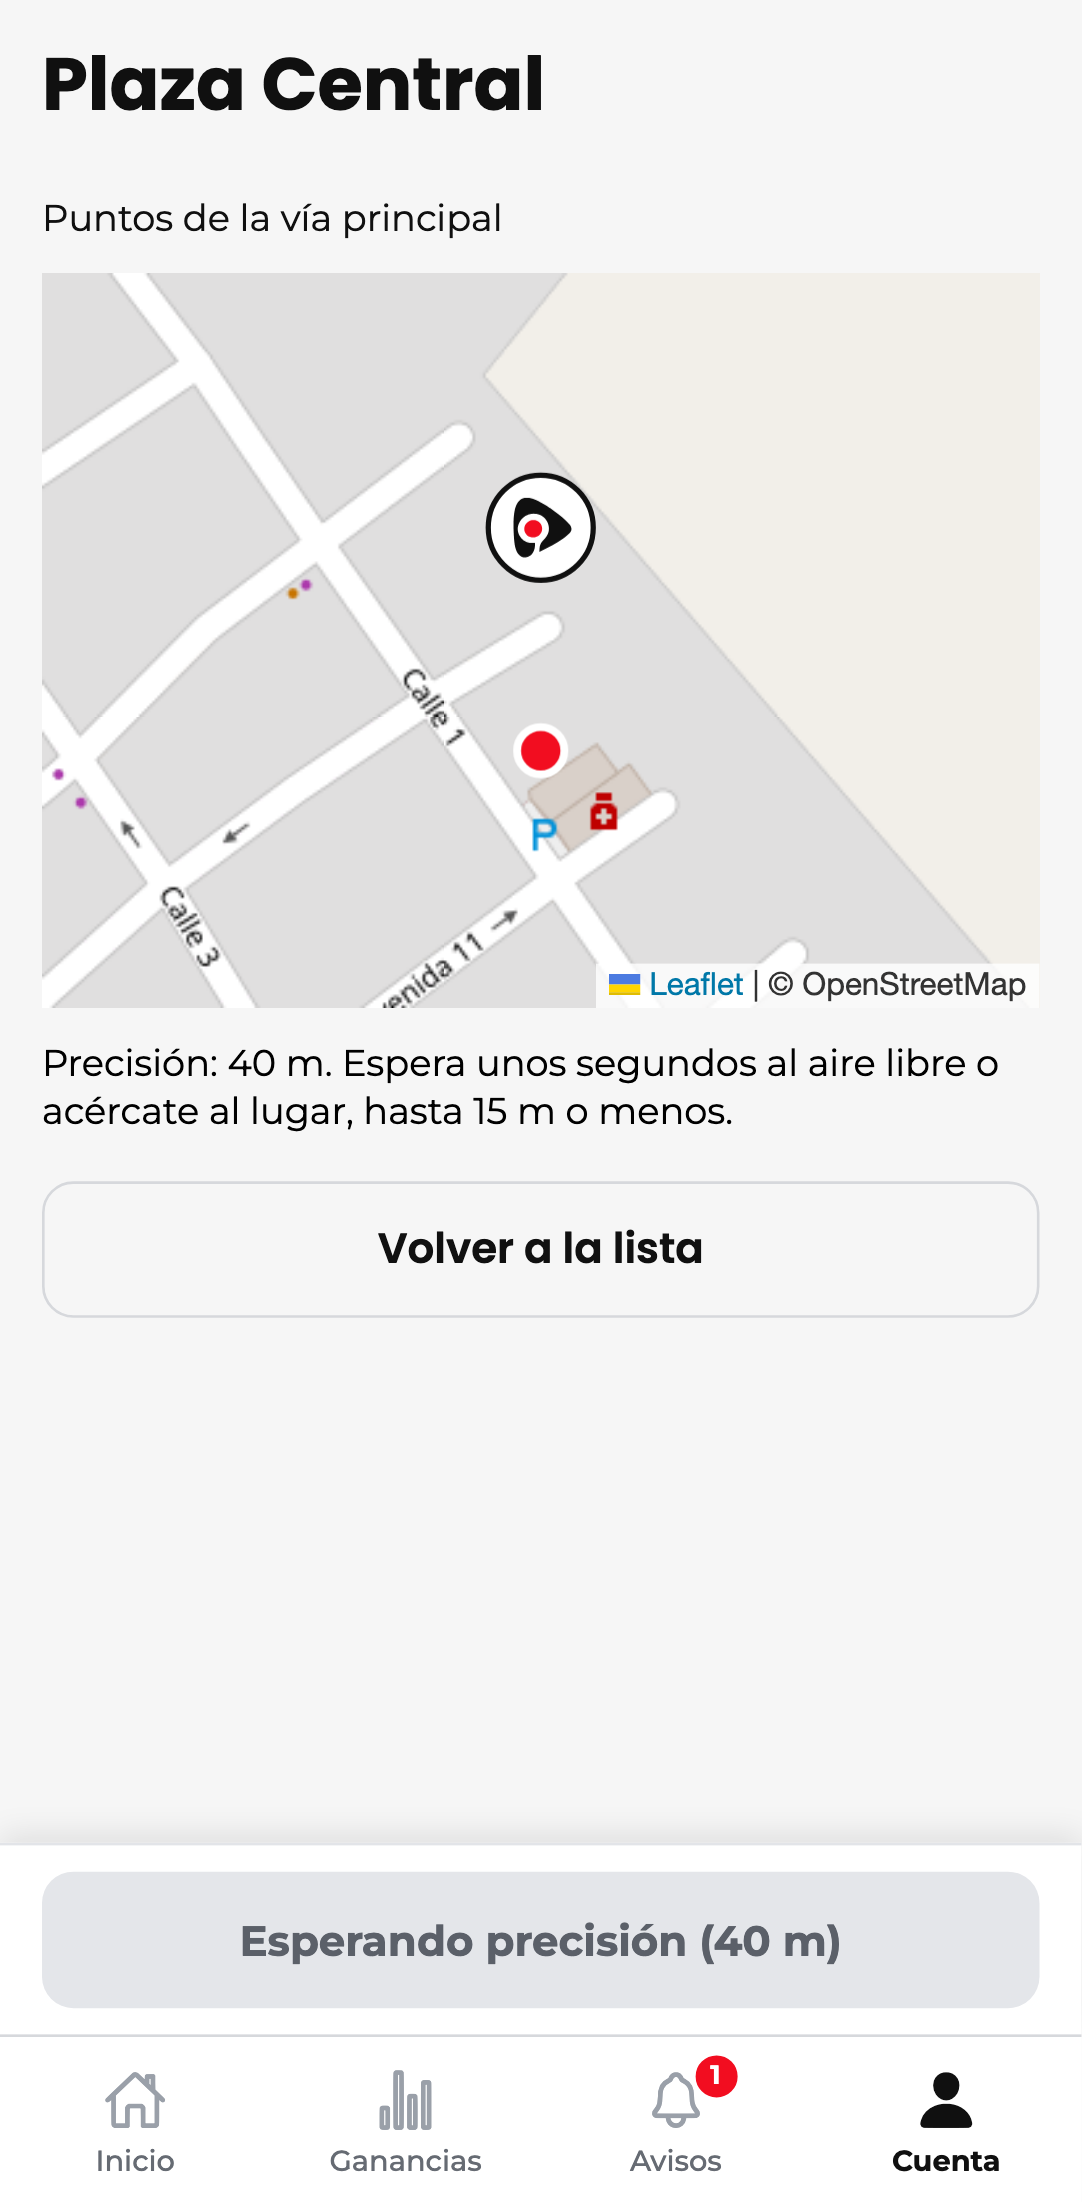 Plaza Central
Puntos de la vía principal
Calle 1
P
Calle 3
venida 11
Leaflet | © OpenStreetMap
Precisión: 40 m. Espera unos segundos al aire libre o
acércate al lugar, hasta 15 m o menos.
Volver a la lista
Esperando precisión (40 m)
1
Inicio
Ganancias
Avisos
Cuenta